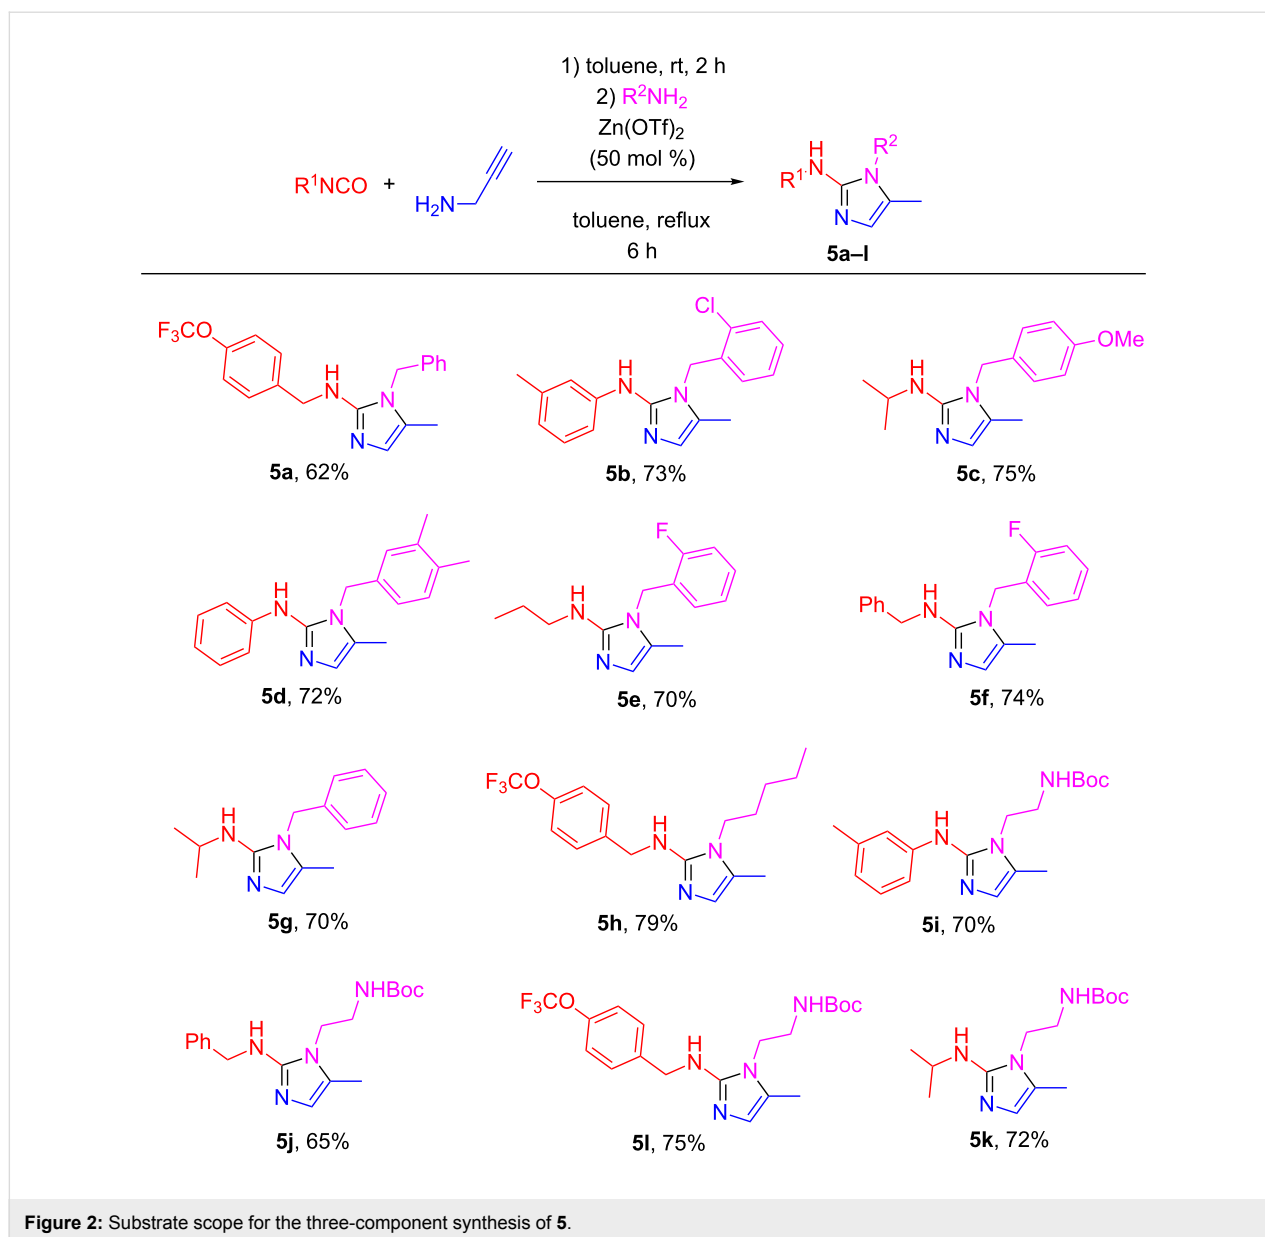 1) toluene, rt, 2 h
2) R²NH₂
Zn(OTf)₂
(50 mol %)
R¹NCO + H₂N
toluene, reflux
6 h
H
N
R¹
R²
N
N
5a–l
F₃CO
H
N
Ph
N
N
5a, 62%
Cl
H
N
N
N
5b, 73%
OMe
H
N
N
N
5c, 75%
H
N
N
N
5d, 72%
F
H
N
N
N
5e, 70%
F
Ph
H
N
N
N
5f, 74%
H
N
N
N
5g, 70%
F₃CO
H
N
N
N
5h, 79%
NHBoc
H
N
N
N
5i, 70%
NHBoc
Ph
H
N
N
N
5j, 65%
F₃CO
NHBoc
H
N
N
N
5l, 75%
NHBoc
H
N
N
N
5k, 72%
Figure 2: Substrate scope for the three-component synthesis of 5.